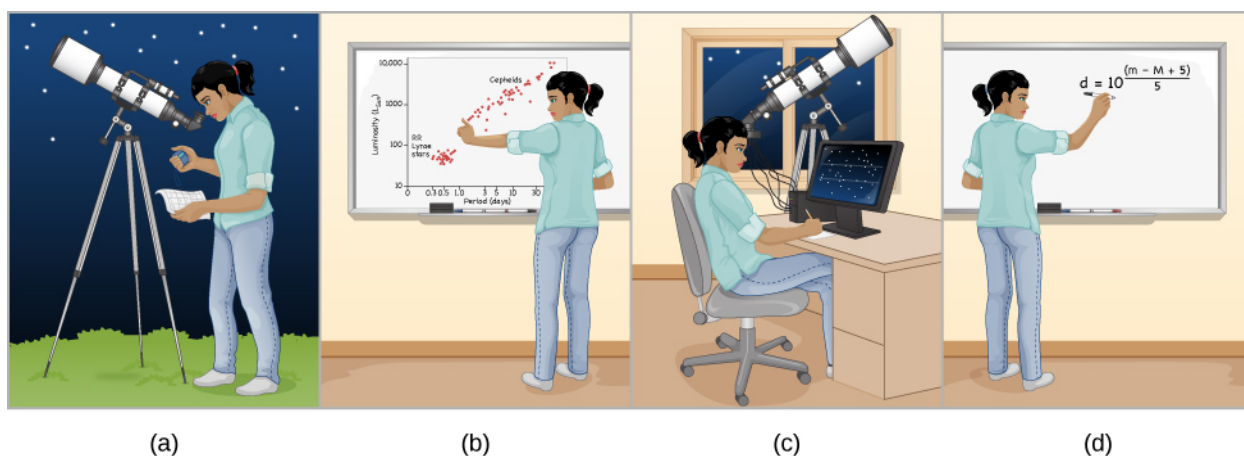 10,000
1000
100
10
Luminosity (L_Sun)
Cepheids
RR
Lyrae
stars
0 0.3 0.5 1.0 3 5 10 30
Period (days)
d = 10^((m – M + 5)/5)
(a) (b) (c) (d)